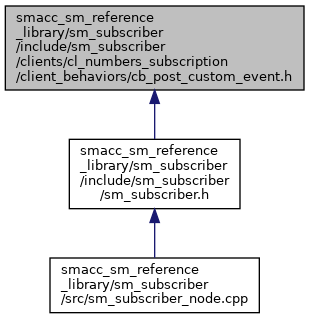 smacc_sm_reference
_library/sm_subscriber
/include/sm_subscriber
/clients/cl_numbers_subscription
/client_behaviors/cb_post_custom_event.h
smacc_sm_reference
_library/sm_subscriber
/include/sm_subscriber
/sm_subscriber.h
smacc_sm_reference
_library/sm_subscriber
/src/sm_subscriber_node.cpp